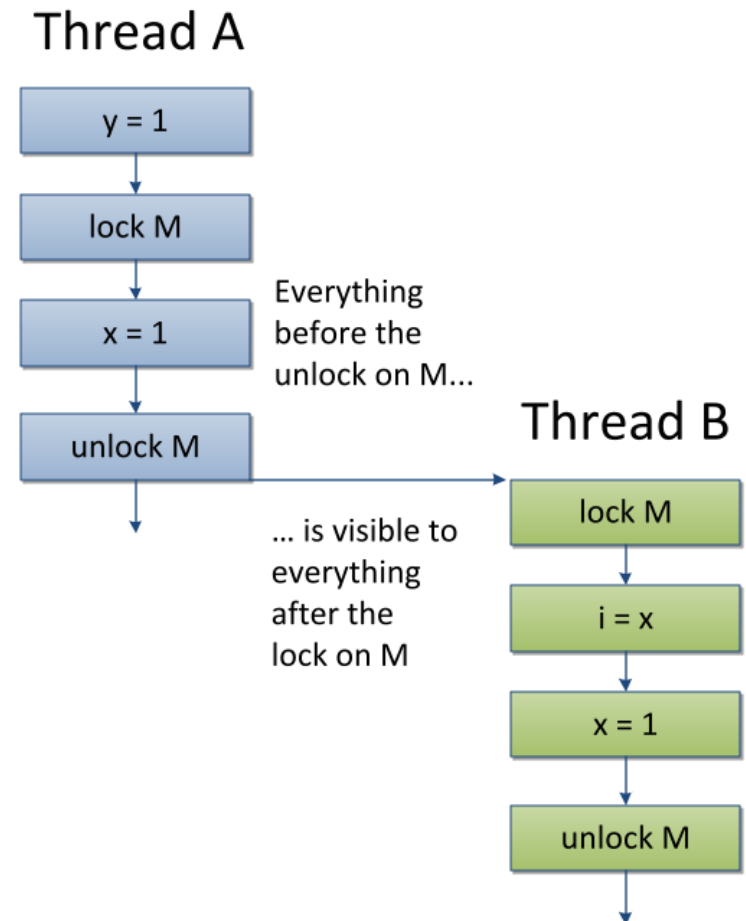 Thread A
y = 1
lock M
x = 1
unlock M
Everything
before the
unlock on M...
... is visible to
everything
after the
lock on M
Thread B
lock M
i = x
x = 1
unlock M